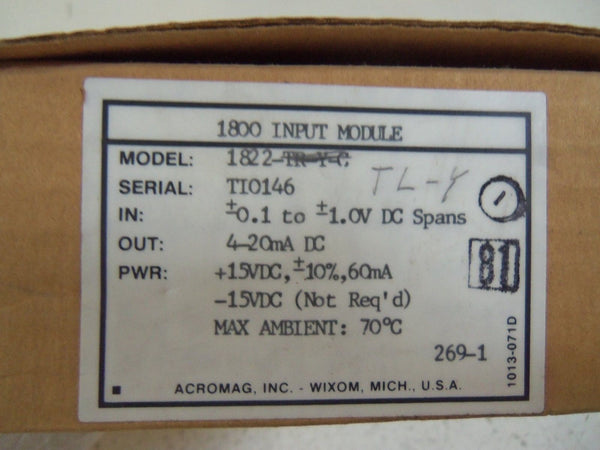 1800 INPUT MODULE
MODEL: 1822-TR-Y-C
TL-Y
SERIAL: TI0146
IN: ±0.1 to ±1.0V DC Spans
OUT: 4-20mA DC
81
PWR: +15VDC,±10%,60mA
-15VDC (Not Req'd)
MAX AMBIENT: 70°C
269-1
1013-071D
ACROMAG, INC. - WIXOM, MICH., U.S.A.